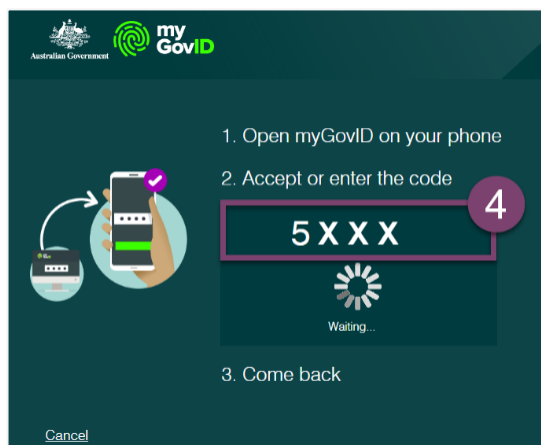 my
GovID
Australian Government
1. Open myGovID on your phone
2. Accept or enter the code
4
5 X X X
Waiting...
3. Come back
Cancel